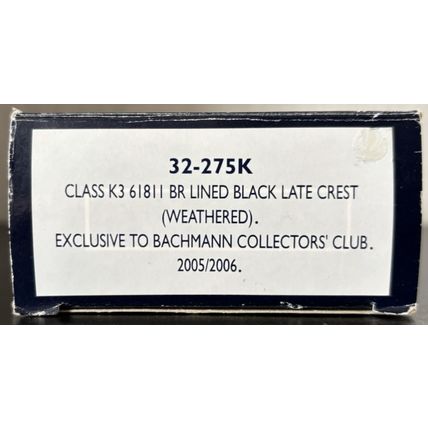 32-275K
CLASS K3 61811 BR LINED BLACK LATE CREST
(WEATHERED).
EXCLUSIVE TO BACHMANN COLLECTORS' CLUB.
2005/2006.